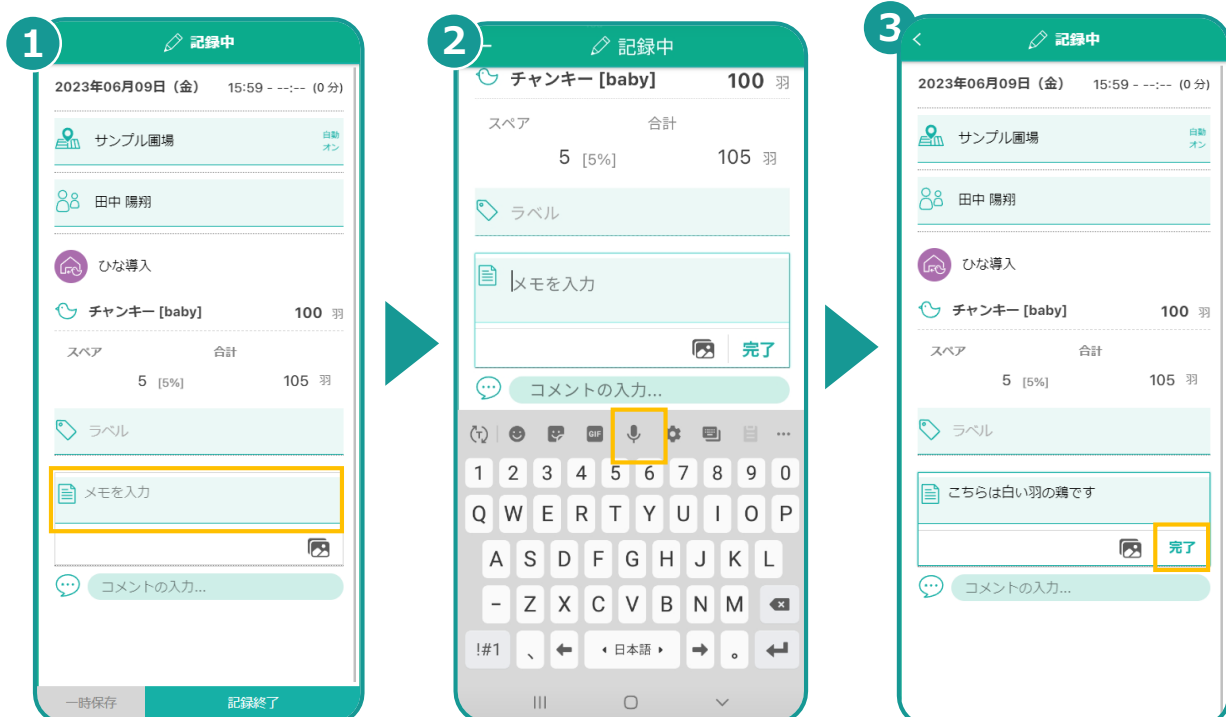 1
記録中
2023年06月09日（金） 15:59 - --:-- (0 分)
サンプル圃場
自動
オン
田中 陽翔
ひな導入
チャンキー [baby] 100 羽
スペア 合計
5 [5%] 105 羽
ラベル
メモを入力
コメントの入力...
一時保存 記録終了
2
記録中
チャンキー [baby] 100 羽
スペア 合計
5 [5%] 105 羽
ラベル
メモを入力
完了
コメントの入力...
T GIF
1 2 3 4 5 6 7 8 9 0
Q W E R T Y U I O P
A S D F G H J K L
- Z X C V B N M
!#1 、 日本語 。
3
記録中
2023年06月09日（金） 15:59 - --:-- (0 分)
サンプル圃場
自動
オン
田中 陽翔
ひな導入
チャンキー [baby] 100 羽
スペア 合計
5 [5%] 105 羽
ラベル
こちらは白い羽の鶏です
完了
コメントの入力...